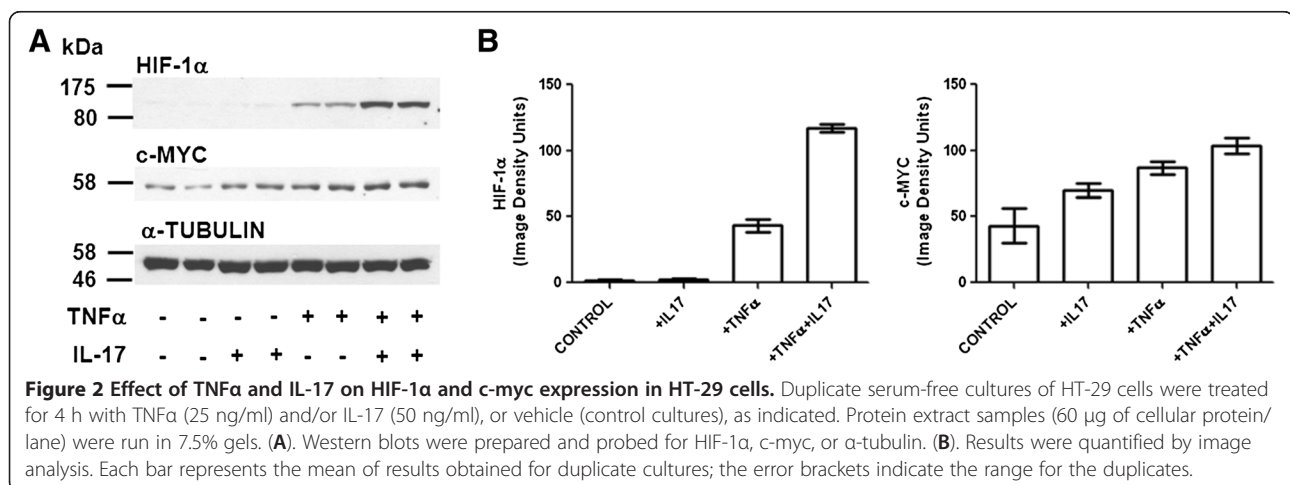 A kDa
HIF-1α
175
80
c-MYC
58
α-TUBULIN
58
46
TNFα - - - - + + + +
IL-17 - - + + - - + +
B
HIF-1α
(Image Density Units)
150
100
50
0
CONTROL
+IL17
+TNFα
+TNFα+IL17
c-MYC
(Image Density Units)
150
100
50
0
CONTROL
+IL17
+TNFα
+TNFα+IL17
Figure 2 Effect of TNFα and IL-17 on HIF-1α and c-myc expression in HT-29 cells. Duplicate serum-free cultures of HT-29 cells were treated
for 4 h with TNFα (25 ng/ml) and/or IL-17 (50 ng/ml), or vehicle (control cultures), as indicated. Protein extract samples (60 μg of cellular protein/
lane) were run in 7.5% gels. (A). Western blots were prepared and probed for HIF-1α, c-myc, or α-tubulin. (B). Results were quantified by image
analysis. Each bar represents the mean of results obtained for duplicate cultures; the error brackets indicate the range for the duplicates.